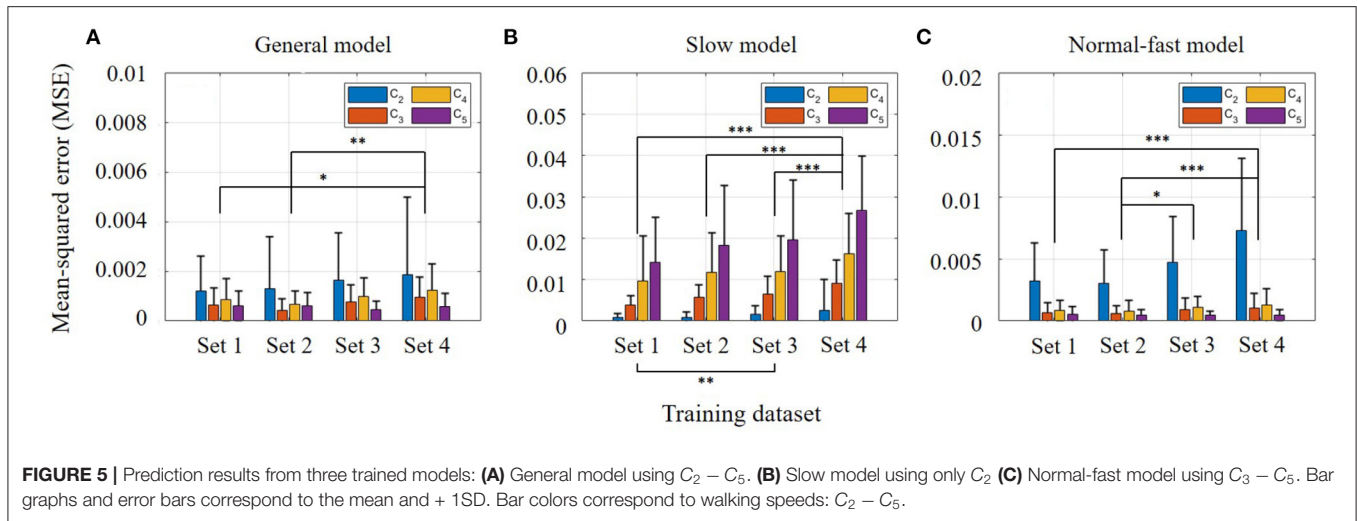 A
General model
Mean-squared error (MSE)
0.01
0.008
0.006
0.004
0.002
0
C2 C4
C3 C5
**
*
Set 1 Set 2 Set 3 Set 4
B
Slow model
0.06
0.05
0.04
0.03
0.02
0.01
0
C2 C4
C3 C5
***
***
***
Set 1 Set 2 Set 3 Set 4
**
Training dataset
C
Normal-fast model
0.02
0.015
0.01
0.005
0
C2 C4
C3 C5
***
***
*
Set 1 Set 2 Set 3 Set 4
FIGURE 5 | Prediction results from three trained models: (A) General model using C2 − C5. (B) Slow model using only C2 (C) Normal-fast model using C3 − C5. Bar
graphs and error bars correspond to the mean and + 1SD. Bar colors correspond to walking speeds: C2 − C5.